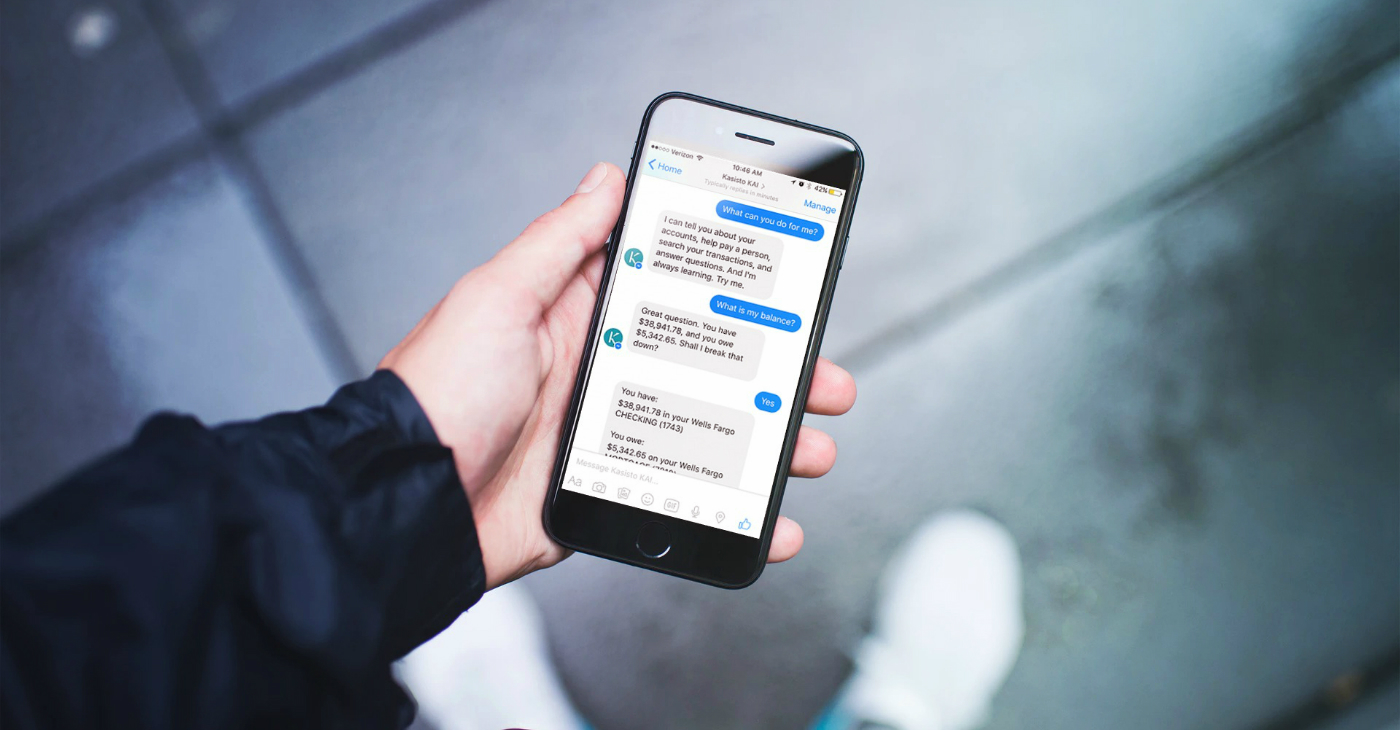 Verizon
10:46 AM
42%
Home
Kasisto KAI
Typically replies in minutes
Manage
What can you do for me?
I can tell you about your
accounts, help pay a person,
search your transactions, and
answer questions. And I'm
always learning. Try me.
K
What is my balance?
Great question. You have
$38,941.78, and you owe
$5,342.65. Shall I break that
down?
K
Yes
You have:
$38,941.78 in your Wells Fargo
CHECKING (1743)
You owe:
$5,342.65 on your Wells Fargo
Message Kasisto KAI...
Aa
GIF